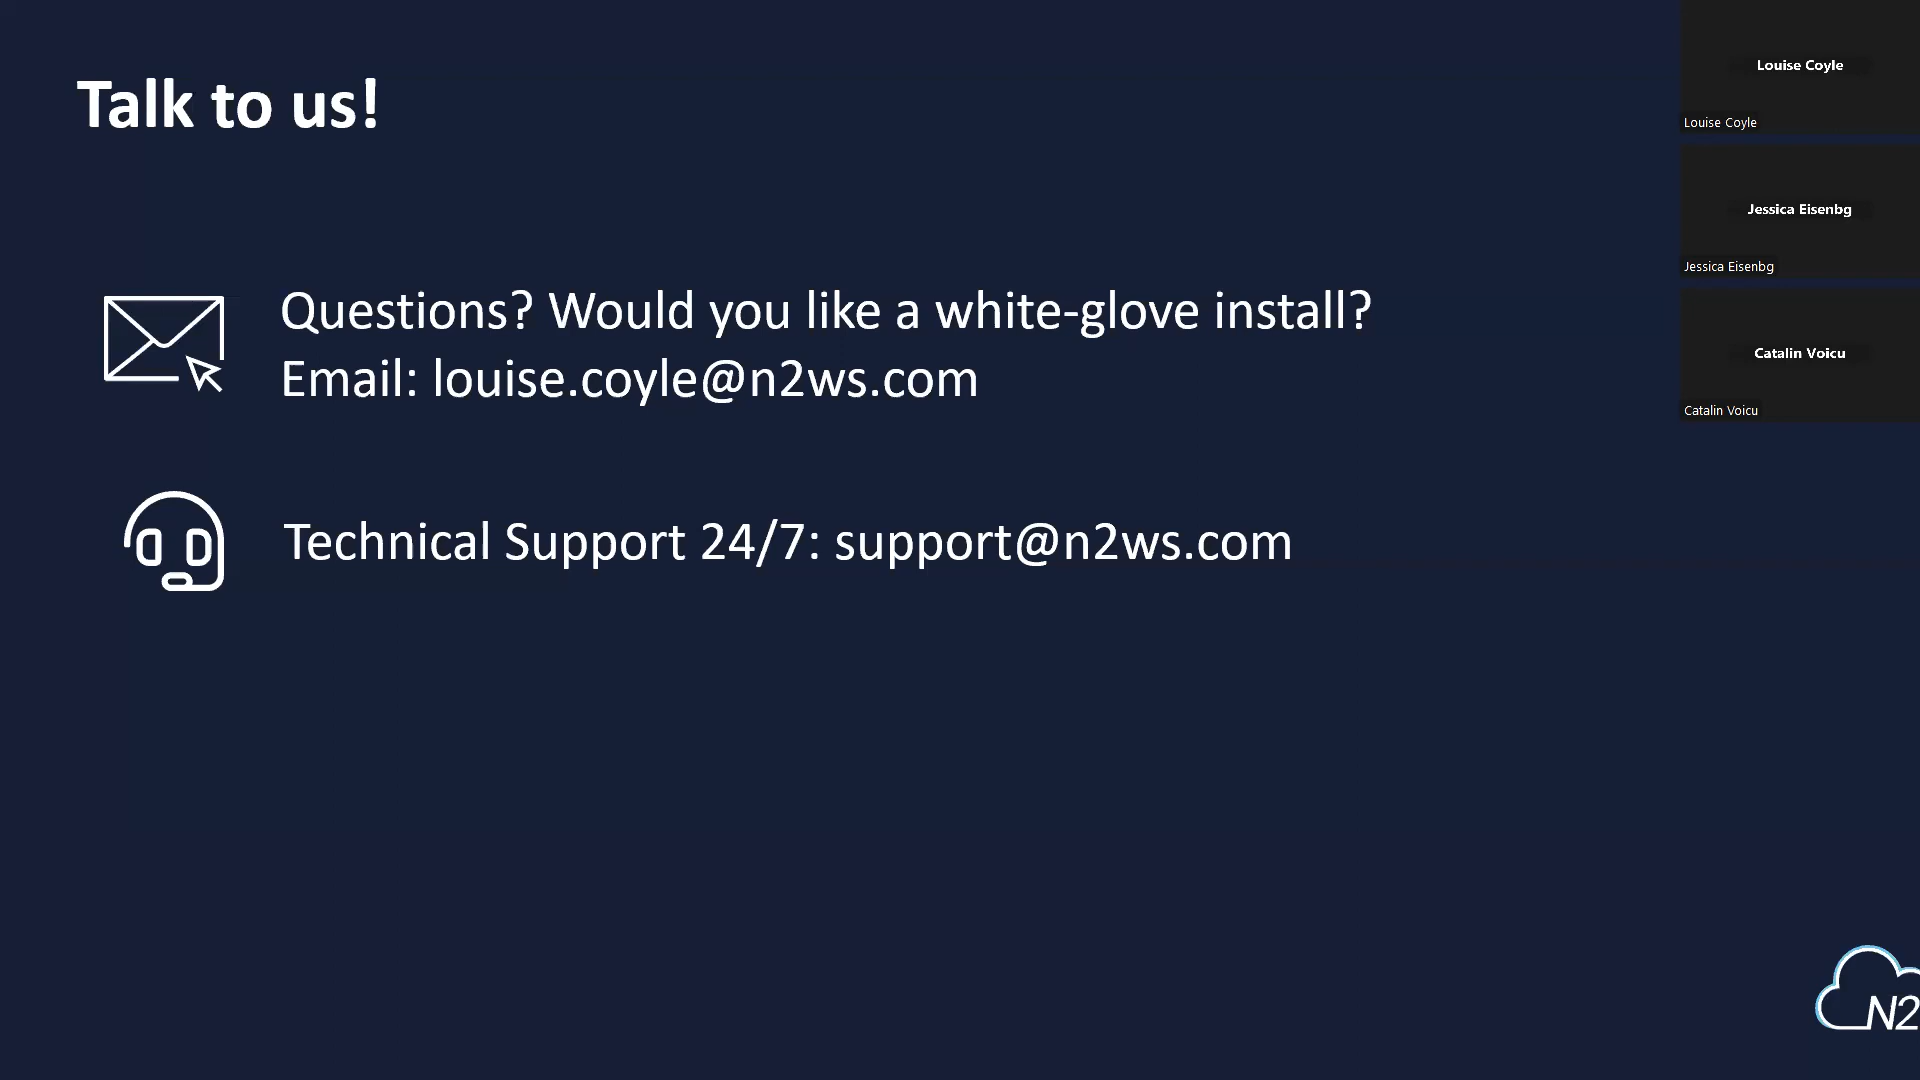 Talk to us!
Questions? Would you like a white-glove install?
Email: louise.coyle@n2ws.com
Technical Support 24/7: support@n2ws.com
Louise Coyle
Louise Coyle
Jessica Eisenbg
Jessica Eisenbg
Catalin Voicu
Catalin Voicu
N2